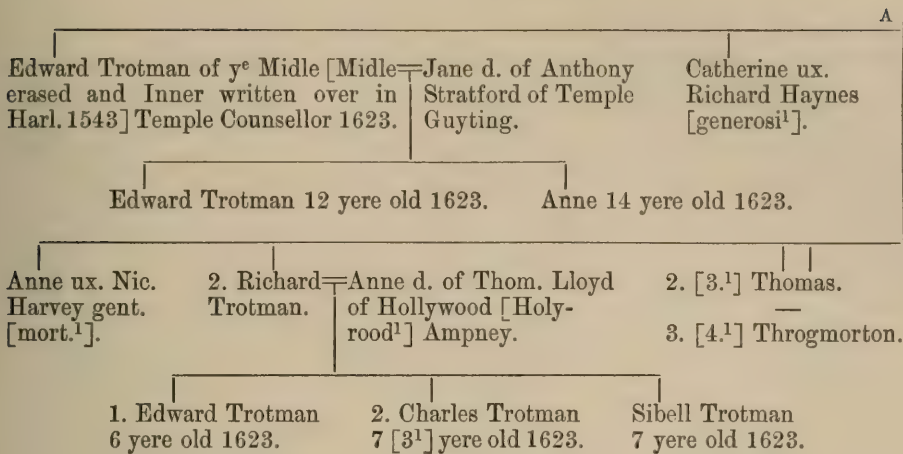 A
Edward Trotman of yᵉ Midle [Midle
erased and Inner written over in
Harl. 1543] Temple Counsellor 1623.
Jane d. of Anthony
Stratford of Temple
Guyting.
Catherine ux.
Richard Haynes
[generosi¹].
Edward Trotman 12 yere old 1623.
Anne 14 yere old 1623.
Anne ux. Nic.
Harvey gent.
[mort.¹].
2. Richard
Trotman.
Anne d. of Thom. Lloyd
of Hollywood [Holy-
rood¹] Ampney.
2. [3.¹] Thomas.
3. [4.¹] Throgmorton.
1. Edward Trotman
6 yere old 1623.
2. Charles Trotman
7 [3¹] yere old 1623.
Sibell Trotman
7 yere old 1623.